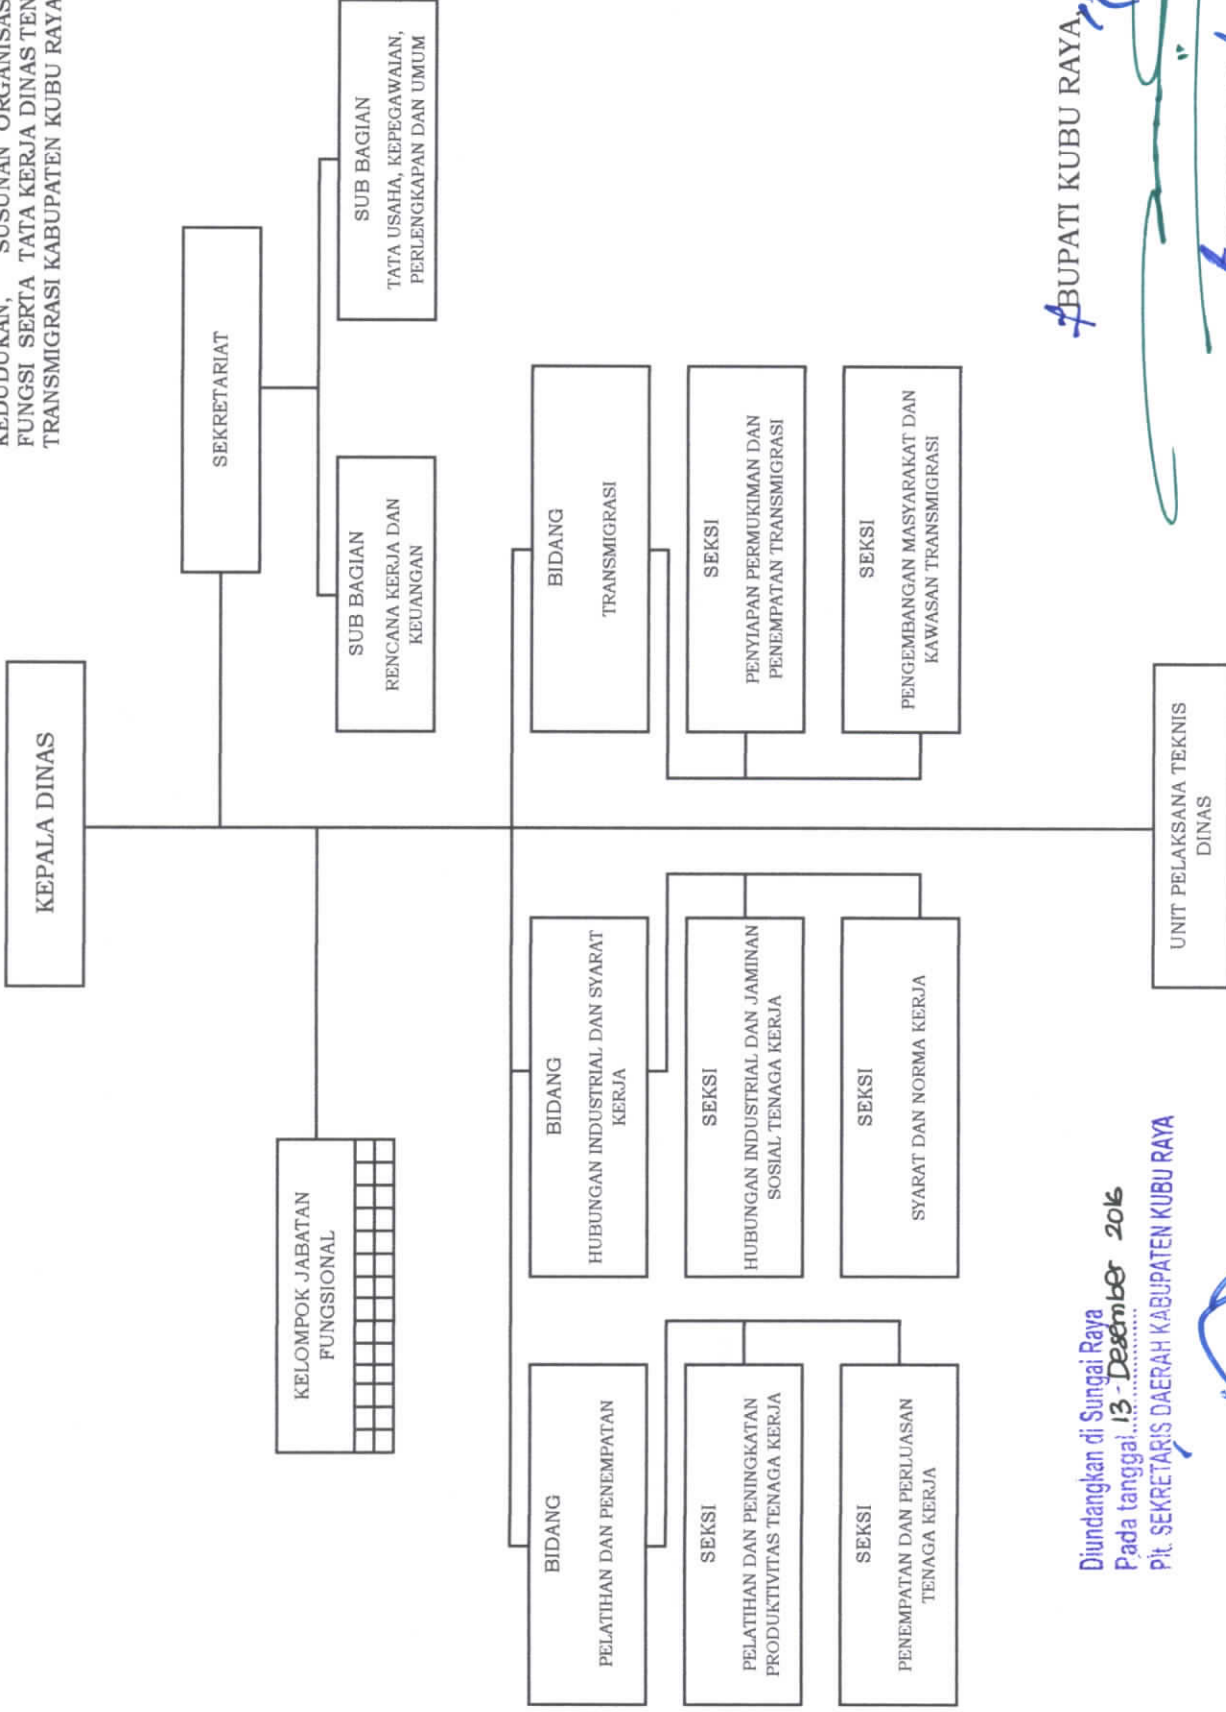 KEDUDUKAN, SUSUNAN ORGANISAS
FUNGSI SERTA TATA KERJA DINAS TEN
TRANSMIGRASI KABUPATEN KUBU RAYA
KEPALA DINAS
SEKRETARIAT
KELOMPOK JABATAN
FUNGSIONAL
SUB BAGIAN
RENCANA KERJA DAN
KEUANGAN
SUB BAGIAN
TATA USAHA, KEPEGAWAIAN,
PERLENGKAPAN DAN UMUM
BIDANG
PELATIHAN DAN PENEMPATAN
SEKSI
PELATIHAN DAN PENINGKATAN
PRODUKTIVITAS TENAGA KERJA
SEKSI
PENEMPATAN DAN PERLUASAN
TENAGA KERJA
BIDANG
HUBUNGAN INDUSTRIAL DAN SYARAT
KERJA
SEKSI
HUBUNGAN INDUSTRIAL DAN JAMINAN
SOSIAL TENAGA KERJA
SEKSI
SYARAT DAN NORMA KERJA
BIDANG
TRANSMIGRASI
SEKSI
PENYIAPAN PERMUKIMAN DAN
PENEMPATAN TRANSMIGRASI
SEKSI
PENGEMBANGAN MASYARAKAT DAN
KAWASAN TRANSMIGRASI
UNIT PELAKSANA TEKNIS
DINAS
BUPATI KUBU RAYA,
Diundangkan di Sungai Raya
Pada tanggal 13 - Desember 2016
Plt. SEKRETARIS DAERAH KABUPATEN KUBU RAYA